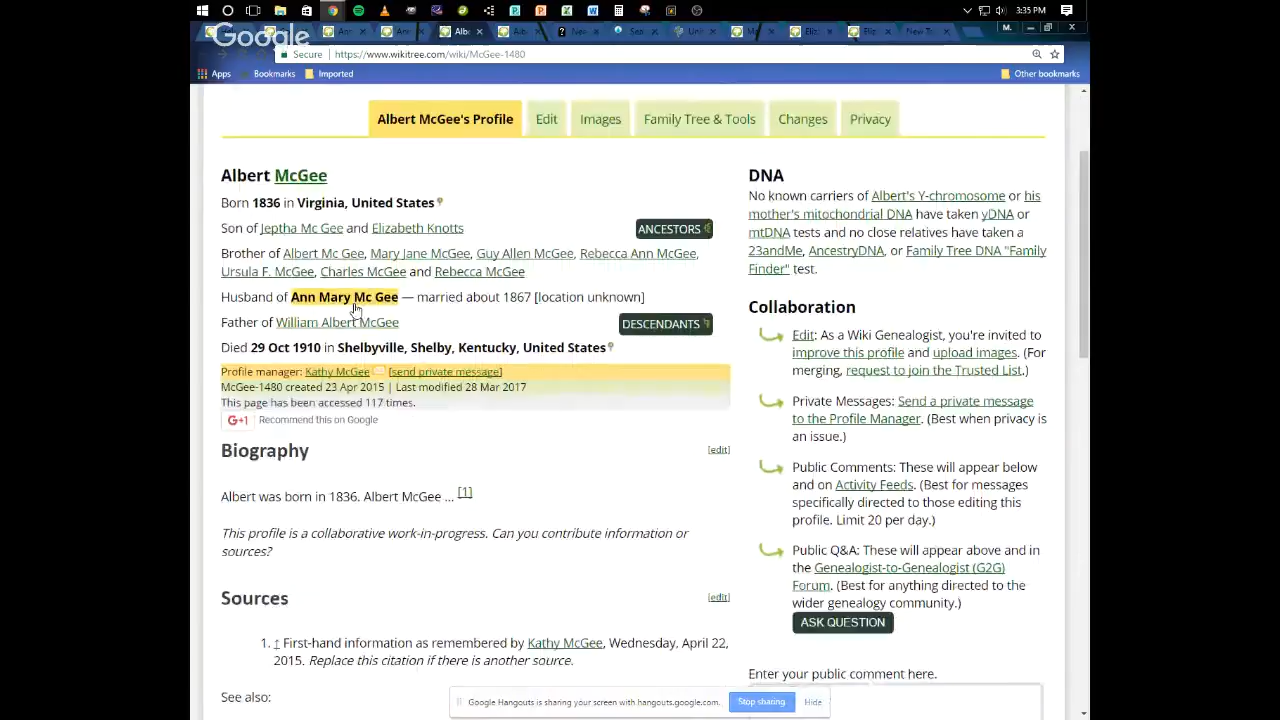 3:35 PM
Google
Ann
Albe
Sep
Eliz
Eliz
New T
M.
Secure
https://www.wikitree.com/wiki/McGee-1480
Apps
Bookmarks
Imported
Other bookmarks
Albert McGee's Profile
Edit
Images
Family Tree & Tools
Changes
Privacy
Albert McGee
Born 1836 in Virginia, United States
Son of Jeptha Mc Gee and Elizabeth Knotts
ANCESTORS
Brother of Albert Mc Gee, Mary Jane McGee, Guy Allen McGee, Rebecca Ann McGee,
Ursula F. McGee, Charles McGee and Rebecca McGee
Husband of Ann Mary Mc Gee — married about 1867 [location unknown]
Father of William Albert McGee
DESCENDANTS
Died 29 Oct 1910 in Shelbyville, Shelby, Kentucky, United States
Profile manager: Kathy McGee [send private message]
McGee-1480 created 23 Apr 2015 | Last modified 28 Mar 2017
This page has been accessed 117 times.
G+1 Recommend this on Google
Biography
[edit]
Albert was born in 1836. Albert McGee ... [1]
This profile is a collaborative work-in-progress. Can you contribute information or
sources?
Sources
[edit]
1. ↑ First-hand information as remembered by Kathy McGee, Wednesday, April 22,
2015. Replace this citation if there is another source.
See also:
DNA
No known carriers of Albert's Y-chromosome or his
mother's mitochondrial DNA have taken yDNA or
mtDNA tests and no close relatives have taken a
23andMe, AncestryDNA, or Family Tree DNA "Family
Finder" test.
Collaboration
Edit: As a Wiki Genealogist, you're invited to
improve this profile and upload images. (For
merging, request to join the Trusted List.)
Private Messages: Send a private message
to the Profile Manager. (Best when privacy is
an issue.)
Public Comments: These will appear below
and on Activity Feeds. (Best for messages
specifically directed to those editing this
profile. Limit 20 per day.)
Public Q&A: These will appear above and in
the Genealogist-to-Genealogist (G2G)
Forum. (Best for anything directed to the
wider genealogy community.)
ASK QUESTION
Enter your public comment here.
Google Hangouts is sharing your screen with hangouts.google.com.
Stop sharing
Hide